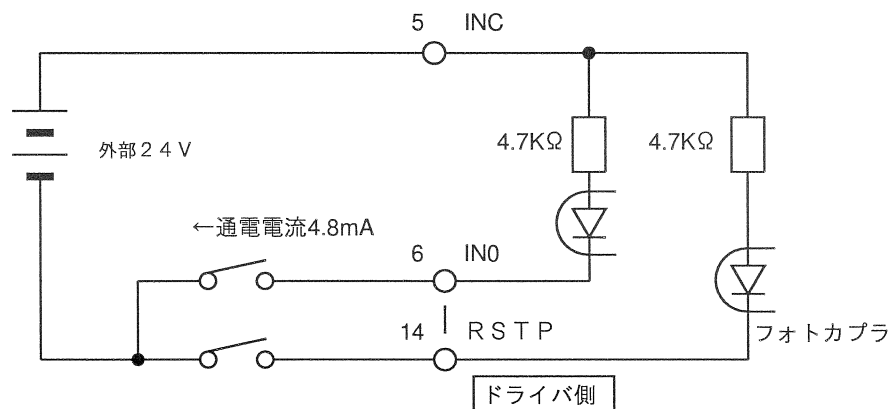 5 INC
4.7KΩ 4.7KΩ
外部２４Ｖ
←通電電流4.8mA
6 IN0
14 ＲＳＴＰ
フォトカプラ
ドライバ側